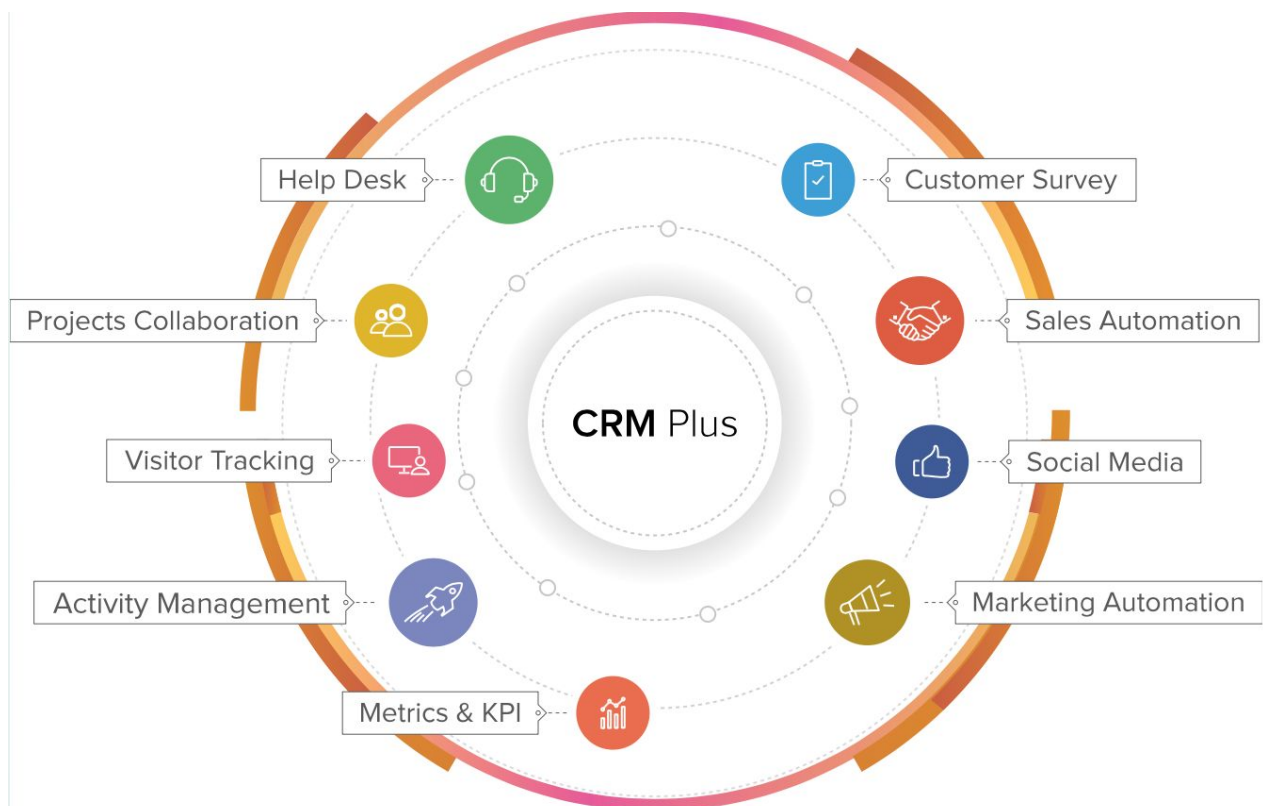 Help Desk
Customer Survey
Projects Collaboration
Sales Automation
CRM Plus
Visitor Tracking
Social Media
Activity Management
Marketing Automation
Metrics & KPI